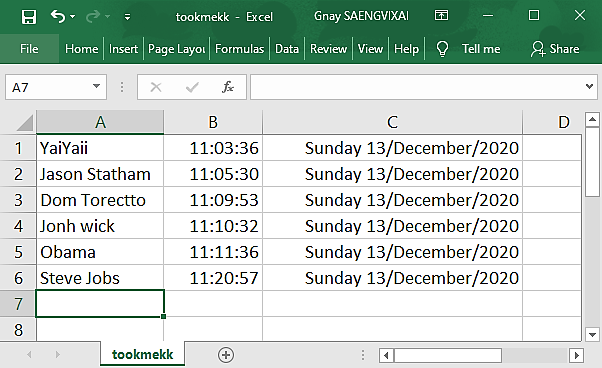 tookmekk - Excel Gnay SAENGVIXAI
File Home Insert Page Layou Formulas Data Review View Help Tell me Share
A7 fx
A B C D
1 YaiYaii 11:03:36 Sunday 13/December/2020
2 Jason Statham 11:05:30 Sunday 13/December/2020
3 Dom Torectto 11:09:53 Sunday 13/December/2020
4 Jonh wick 11:10:32 Sunday 13/December/2020
5 Obama 11:11:36 Sunday 13/December/2020
6 Steve Jobs 11:20:57 Sunday 13/December/2020
7
8
tookmekk